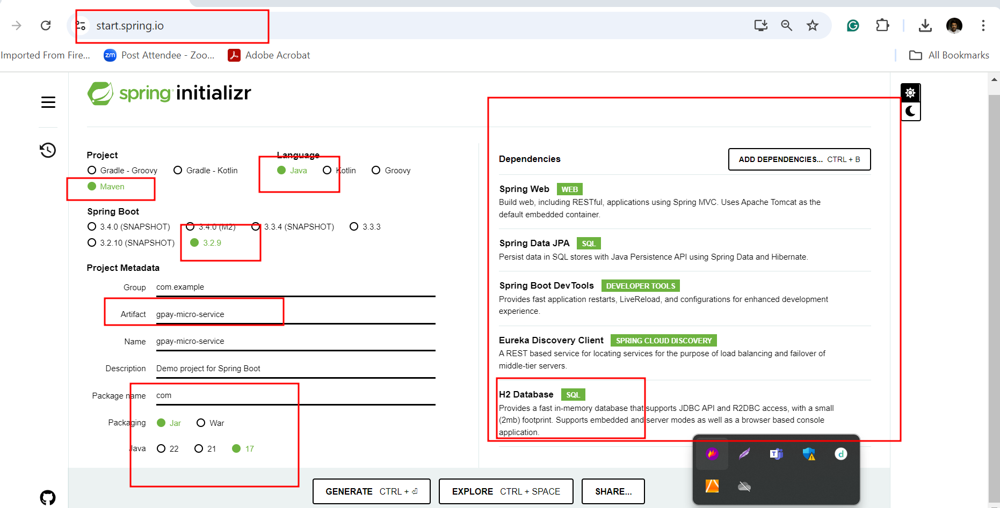 start.spring.io
Imported From Fire...
Post Attendee - Zoo...
Adobe Acrobat
All Bookmarks
spring initializr
Project
Gradle - Groovy
Gradle - Kotlin
Maven
Language
Java
Kotlin
Groovy
Spring Boot
3.4.0 (SNAPSHOT)
3.4.0 (M2)
3.3.4 (SNAPSHOT)
3.3.3
3.2.10 (SNAPSHOT)
3.2.9
Project Metadata
Group com.example
Artifact gpay-micro-service
Name gpay-micro-service
Description Demo project for Spring Boot
Package name com
Packaging Jar War
Java 22 21 17
Dependencies
ADD DEPENDENCIES... CTRL + B
Spring Web WEB
Build web, including RESTful, applications using Spring MVC. Uses Apache Tomcat as the
default embedded container.
Spring Data JPA SQL
Persist data in SQL stores with Java Persistence API using Spring Data and Hibernate.
Spring Boot DevTools DEVELOPER TOOLS
Provides fast application restarts, LiveReload, and configurations for enhanced development
experience.
Eureka Discovery Client SPRING CLOUD DISCOVERY
A REST based service for locating services for the purpose of load balancing and failover of
middle-tier servers.
H2 Database SQL
Provides a fast in-memory database that supports JDBC API and R2DBC access, with a small
(2mb) footprint. Supports embedded and server modes as well as a browser based console
application.
GENERATE CTRL + ⏎
EXPLORE CTRL + SPACE
SHARE...